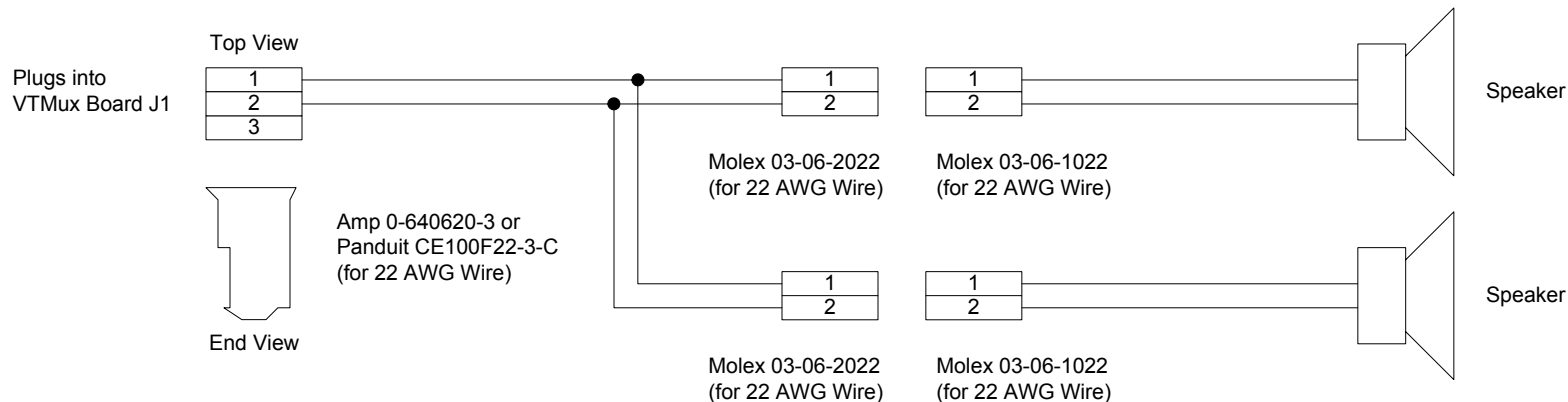 Top View
Plugs into
VTMux Board J1
1
2
3
1
2
1
2
Speaker
Molex 03-06-2022
(for 22 AWG Wire)
Molex 03-06-1022
(for 22 AWG Wire)
Amp 0-640620-3 or
Panduit CE100F22-3-C
(for 22 AWG Wire)
End View
1
2
1
2
Speaker
Molex 03-06-2022
(for 22 AWG Wire)
Molex 03-06-1022
(for 22 AWG Wire)